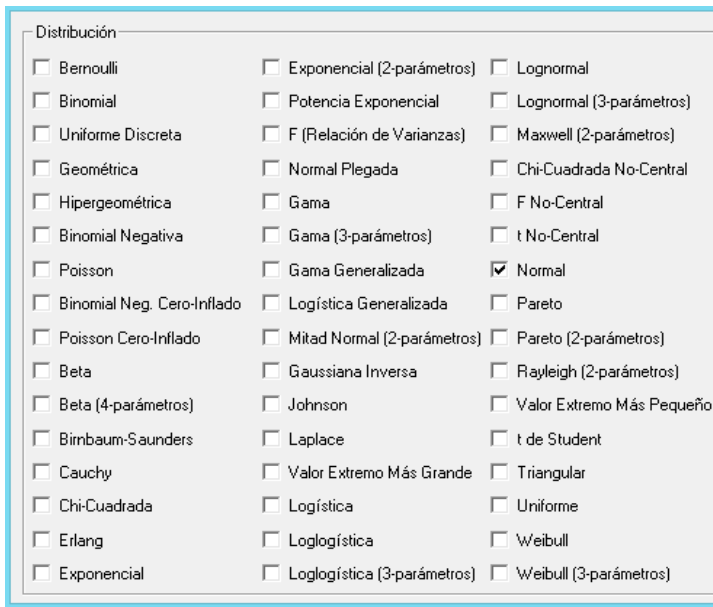 Distribución
Bernoulli
Binomial
Uniforme Discreta
Geométrica
Hipergeométrica
Binomial Negativa
Poisson
Binomial Neg. Cero-Inflado
Poisson Cero-Inflado
Beta
Beta (4-parámetros)
Birnbaum-Saunders
Cauchy
Chi-Cuadrada
Erlang
Exponencial
Exponencial (2-parámetros)
Potencia Exponencial
F (Relación de Varianzas)
Normal Plegada
Gama
Gama (3-parámetros)
Gama Generalizada
Logística Generalizada
Mitad Normal (2-parámetros)
Gaussiana Inversa
Johnson
Laplace
Valor Extremo Más Grande
Logística
Loglogística
Loglogística (3-parámetros)
Lognormal
Lognormal (3-parámetros)
Maxwell (2-parámetros)
Chi-Cuadrada No-Central
F No-Central
t No-Central
Normal
Pareto
Pareto (2-parámetros)
Rayleigh (2-parámetros)
Valor Extremo Más Pequeño
t de Student
Triangular
Uniforme
Weibull
Weibull (3-parámetros)